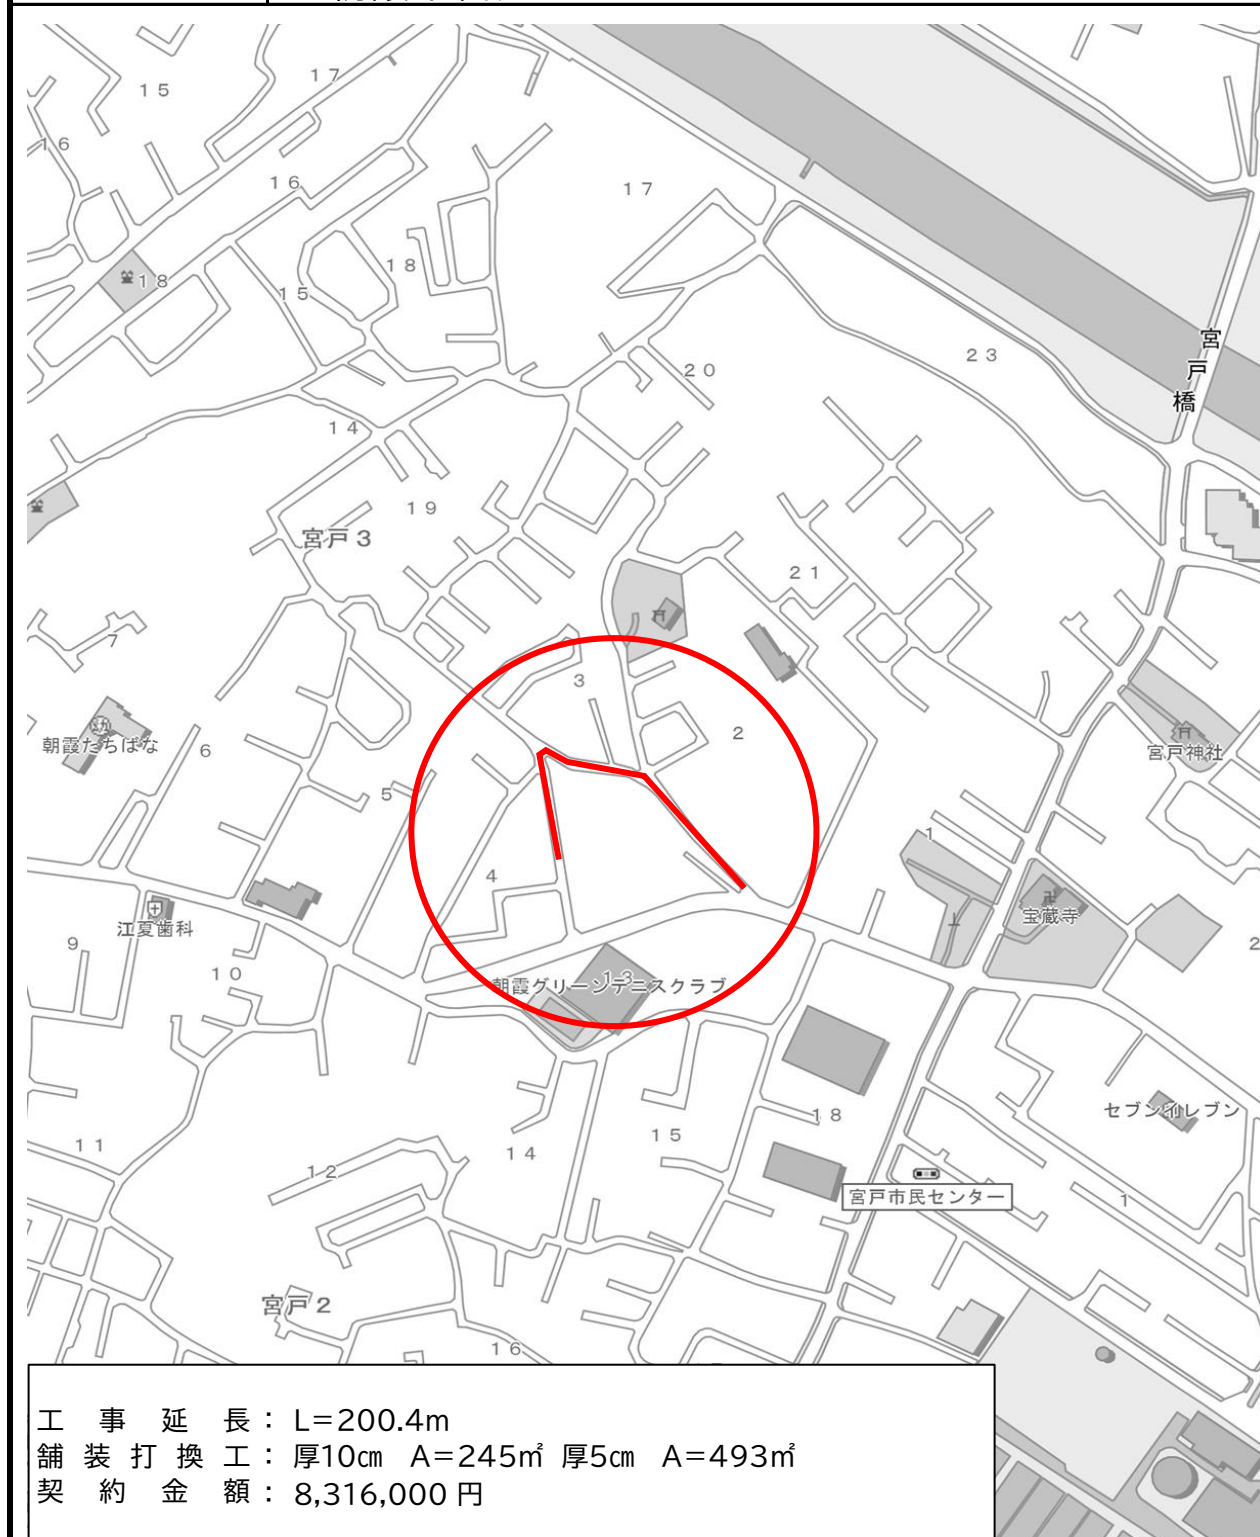 15
17
16
16
17
18
15
18
宮戸橋
23
20
14
19
宮戸3
21
7
3
2
朝霞たちばな
6
宮戸神社
5
1
4
江夏歯科
宝蔵寺
9
10
2
13
朝霞グリーンテニスクラブ
セブンイレブン
18
15
11
14
12
宮戸市民センター
1
宮戸2
16
工事延長：L=200.4m
舗装打換工：厚10㎝ A=245㎡ 厚5㎝ A=493㎡
契約金額：8,316,000円